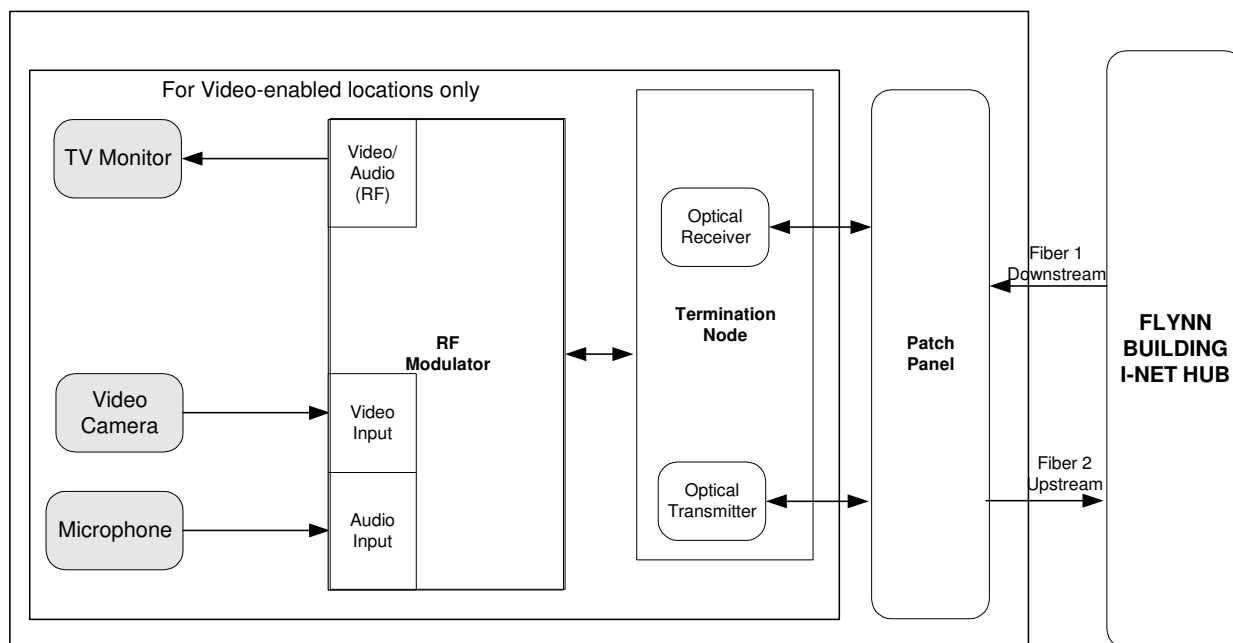 For Video-enabled locations only
TV Monitor
Video/
Audio
(RF)
Optical
Receiver
Fiber 1
Downstream
Termination
Node
RF
Modulator
Patch
Panel
FLYNN
BUILDING
I-NET HUB
Video
Camera
Video
Input
Fiber 2
Upstream
Optical
Transmitter
Microphone
Audio
Input